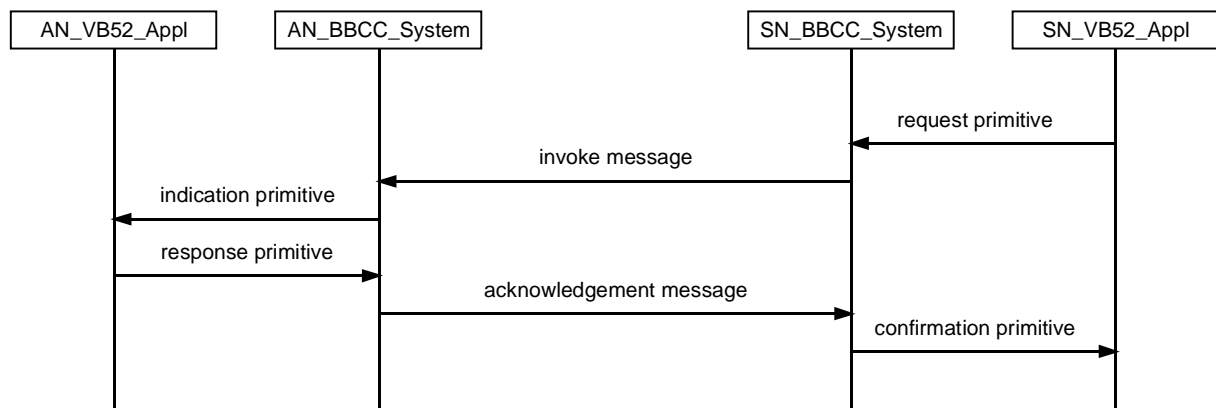 AN_VB52_Appl
AN_BBCC_System
SN_BBCC_System
SN_VB52_Appl
request primitive
invoke message
indication primitive
response primitive
acknowledgement message
confirmation primitive